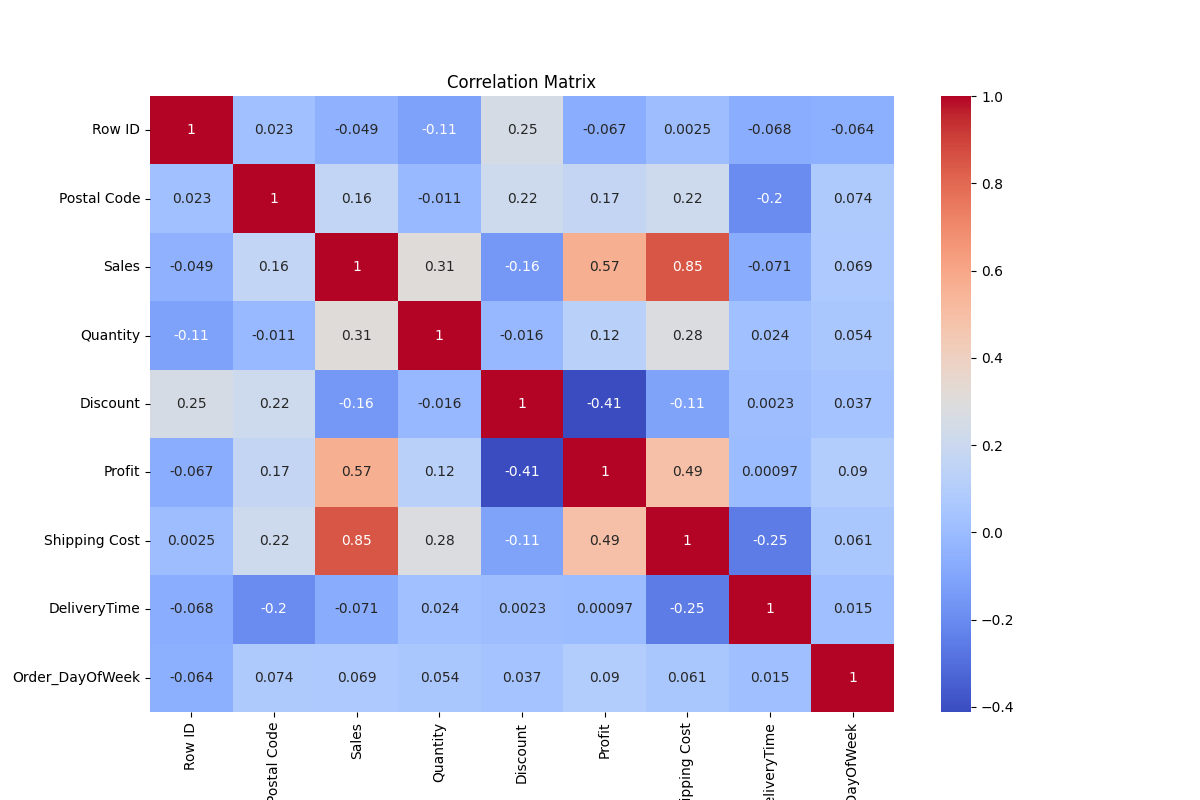 Correlation Matrix
Row ID 1 0.023 -0.049 -0.11 0.25 -0.067 0.0025 -0.068 -0.064
Postal Code 0.023 1 0.16 -0.011 0.22 0.17 0.22 -0.2 0.074
Sales -0.049 0.16 1 0.31 -0.16 0.57 0.85 -0.071 0.069
Quantity -0.11 -0.011 0.31 1 -0.016 0.12 0.28 0.024 0.054
Discount 0.25 0.22 -0.16 -0.016 1 -0.41 -0.11 0.0023 0.037
Profit -0.067 0.17 0.57 0.12 -0.41 1 0.49 0.00097 0.09
Shipping Cost 0.0025 0.22 0.85 0.28 -0.11 0.49 1 -0.25 0.061
DeliveryTime -0.068 -0.2 -0.071 0.024 0.0023 0.00097 -0.25 1 0.015
Order_DayOfWeek -0.064 0.074 0.069 0.054 0.037 0.09 0.061 0.015 1
Row ID
Postal Code
Sales
Quantity
Discount
Profit
ipping Cost
eliveryTime
DayOfWeek
1.0
0.8
0.6
0.4
0.2
0.0
−0.2
−0.4